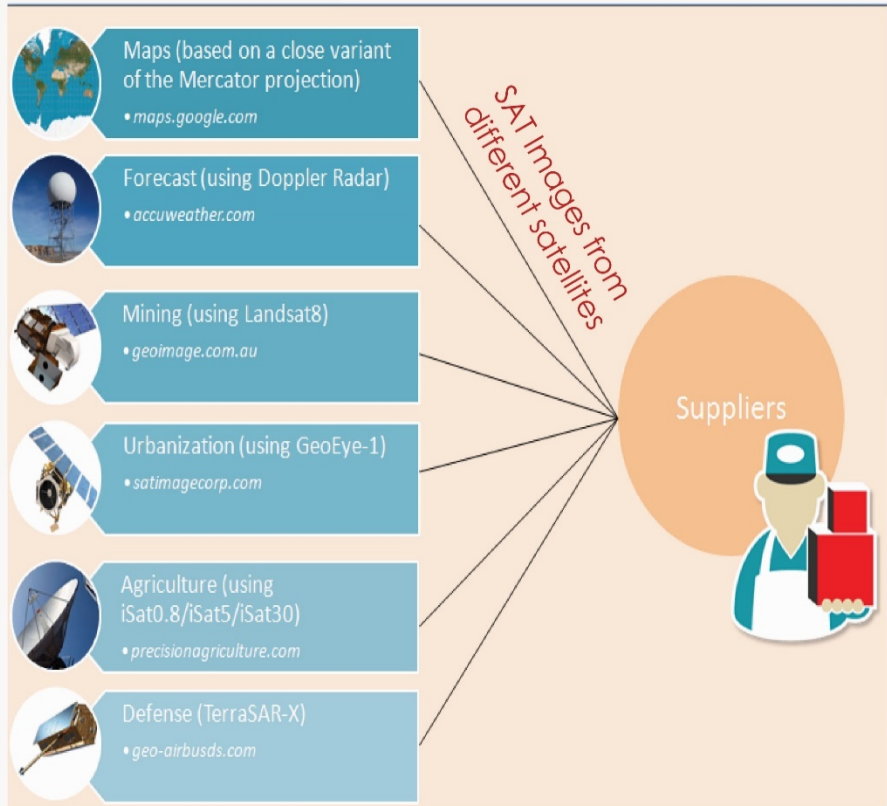 Maps (based on a close variant
of the Mercator projection)
• maps.google.com
Forecast (using Doppler Radar)
• accuweather.com
Mining (using Landsat8)
• geoimage.com.au
Urbanization (using GeoEye-1)
• satimagecorp.com
Agriculture (using
iSat0.8/iSat5/iSat30)
• precisionagriculture.com
Defense (TerraSAR-X)
• geo-airbusds.com
SAT Images from
different satellites
Suppliers